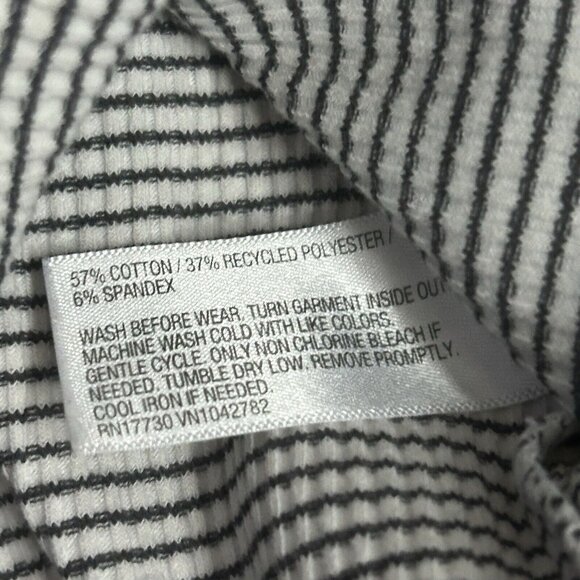 57% COTTON / 37% RECYCLED POLYESTER /
6% SPANDEX
WASH BEFORE WEAR. TURN GARMENT INSIDE OUT
MACHINE WASH COLD WITH LIKE COLORS.
GENTLE CYCLE. ONLY NON CHLORINE BLEACH IF
NEEDED. TUMBLE DRY LOW. REMOVE PROMPTLY.
COOL IRON IF NEEDED
RN17730 VN1042782